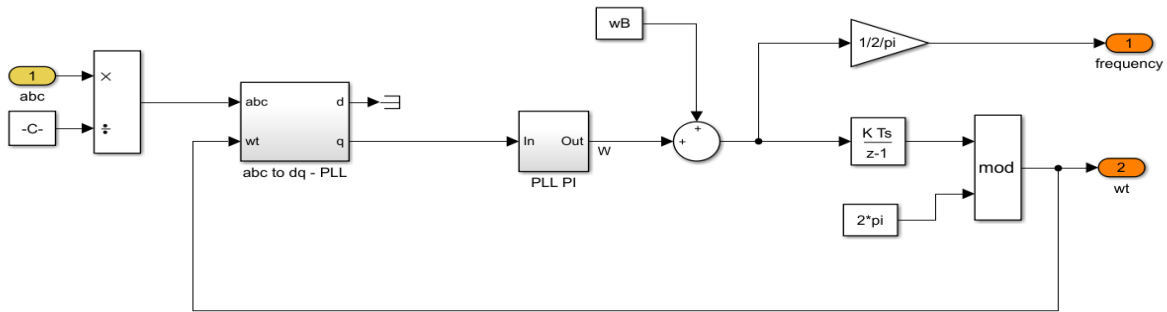 1
abc
-C-
×
÷
abc
wt
d
q
abc to dq - PLL
In
Out
PLL PI
W
wB
+
+
1/2/pi
1
frequency
K Ts
z-1
2*pi
mod
2
wt